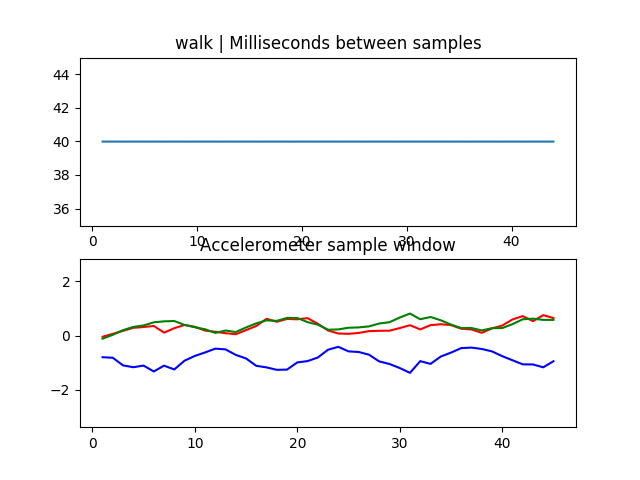 walk | Milliseconds between samples
44
42
40
38
36
0 10 20 30 40
Accelerometer sample window
2
0
−2
0 10 20 30 40